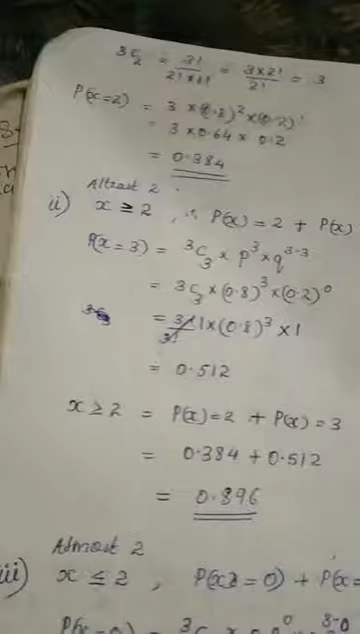 3C2 = 3! / 2! × 1! = 3 × 2! / 2! = 3
P(x=2) = 3 × (0.8)² × (0.2)¹
= 3 × 0.64 × 0.2
= 0.384
Atleast 2
ii) x ≥ 2 , ∴ P(x) = 2 + P(x)
P(x = 3) = ³C₃ × p³ × q³⁻³
= 3C₃ × (0.8)³ × (0.2)⁰
= 3! / 3! 1 × (0.8)³ × 1
= 0.512
x ≥ 2 = P(x) = 2 + P(x) = 3
= 0.384 + 0.512
= 0.896
Atmost 2
iii) x ≤ 2 , P(x = 0) + P(x =